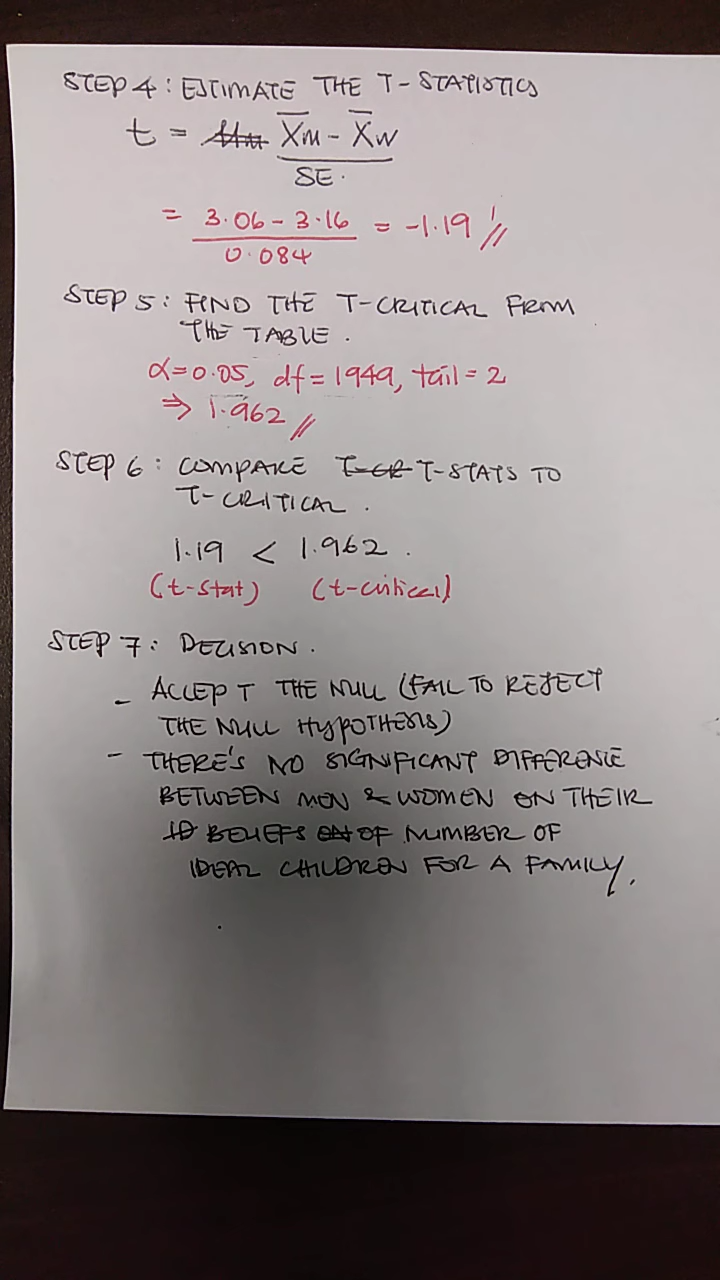 STEP 4: ESTIMATE THE T-STATISTICS
t = X̄m - X̄w
SE.
= 3.06 - 3.16 = -1.19 //
0.084
STEP 5: FIND THE T-CRITICAL FROM
THE TABLE.
α=0.05, df=1949, tail=2
⇒ 1.962 //
STEP 6: COMPARE T-CR T-STATS TO
T-CRITICAL.
1.19 < 1.962.
(t-stat) (t-critical)
STEP 7: DECISION.
- ACCEPT THE NULL (FAIL TO REJECT
THE NULL HYPOTHESIS)
- THERE'S NO SIGNIFICANT DIFFERENCE
BETWEEN MEN & WOMEN ON THEIR
ID BELIEFS ON OF NUMBER OF
IDEAL CHILDREN FOR A FAMILY.